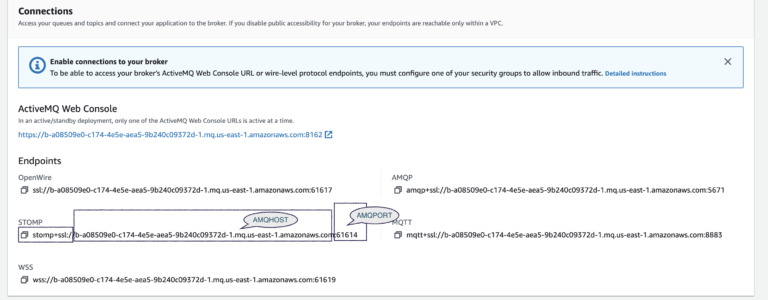 Connections
Access your queues and topics and connect your application to the broker. If you disable public accessibility for your broker, your endpoints are reachable only within a VPC.
Enable connections to your broker
To be able to access your broker's ActiveMQ Web Console URL or wire-level protocol endpoints, you must configure one of your security groups to allow inbound traffic. Detailed instructions
ActiveMQ Web Console
In an active/standby deployment, only one of the ActiveMQ Web Console URLs is active at a time.
https://b-a08509e0-c174-4e5e-aea5-9b240c09372d-1.mq.us-east-1.amazonaws.com:8162
Endpoints
OpenWire
ssl://b-a08509e0-c174-4e5e-aea5-9b240c09372d-1.mq.us-east-1.amazonaws.com:61617
AMQP
amqp+ssl://b-a08509e0-c174-4e5e-aea5-9b240c09372d-1.mq.us-east-1.amazonaws.com:5671
AMQHOST
AMQPORT
STOMP
stomp+ssl://b-a08509e0-c174-4e5e-aea5-9b240c09372d-1.mq.us-east-1.amazonaws.com:61614
MQTT
mqtt+ssl://b-a08509e0-c174-4e5e-aea5-9b240c09372d-1.mq.us-east-1.amazonaws.com:8883
WSS
wss://b-a08509e0-c174-4e5e-aea5-9b240c09372d-1.mq.us-east-1.amazonaws.com:61619